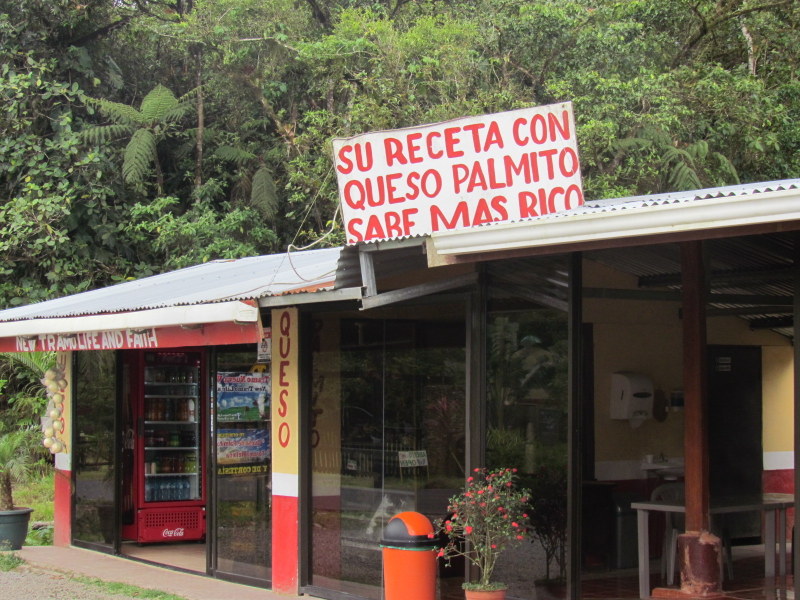 SU RECETA CON
QUESO PALMITO
SABE MAS RICO
NEW TRAMO LIFE AND FAITH
QUESO
Coca-Cola